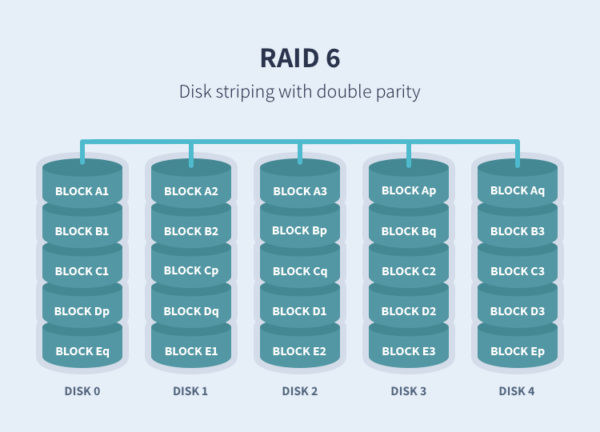 RAID 6
Disk striping with double parity
BLOCK A1 BLOCK A2 BLOCK A3 BLOCK Ap BLOCK Aq
BLOCK B1 BLOCK B2 BLOCK Bp BLOCK Bq BLOCK B3
BLOCK C1 BLOCK Cp BLOCK Cq BLOCK C2 BLOCK C3
BLOCK Dp BLOCK Dq BLOCK D1 BLOCK D2 BLOCK D3
BLOCK Eq BLOCK E1 BLOCK E2 BLOCK E3 BLOCK Ep
DISK 0 DISK 1 DISK 2 DISK 3 DISK 4